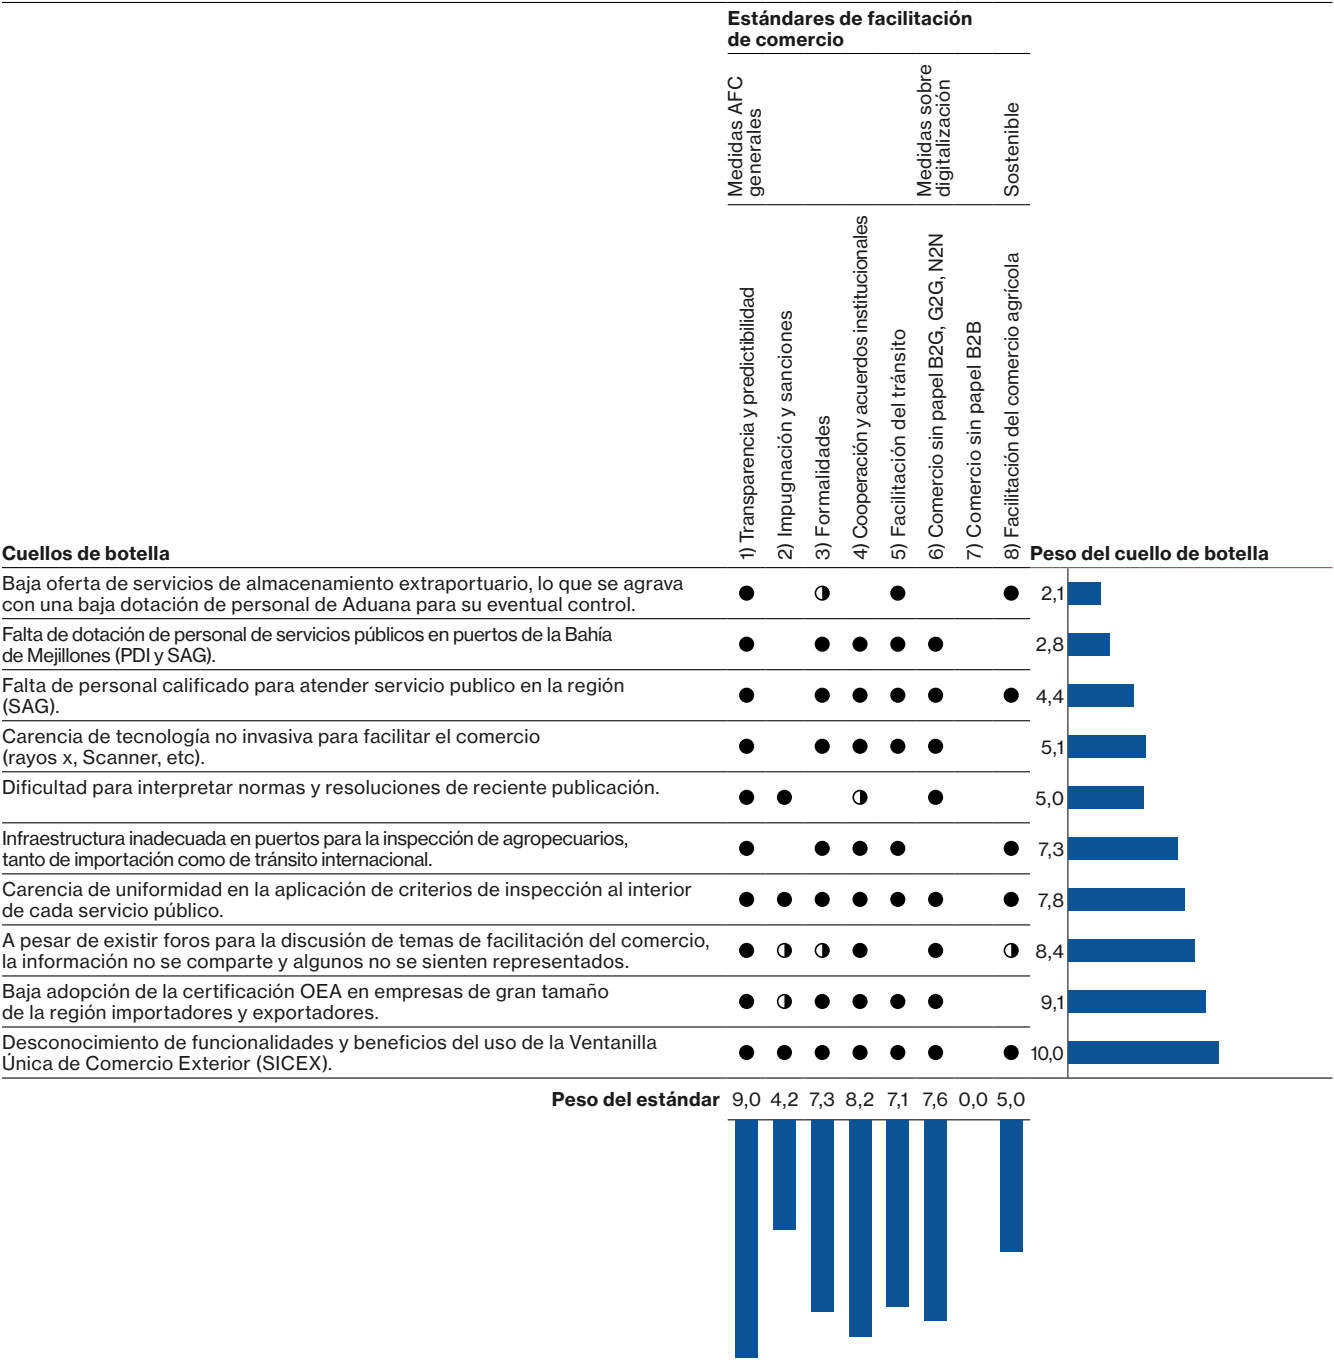 Estándares de facilitación
de comercio
Medidas AFC
generales
Medidas sobre
digitalización
Sostenible
Cuellos de botella
1) Transparencia y predictibilidad
2) Impugnación y sanciones
3) Formalidades
4) Cooperación y acuerdos institucionales
5) Facilitación del tránsito
6) Comercio sin papel B2G, G2G, N2N
7) Comercio sin papel B2B
8) Facilitación del comercio agrícola
Peso del cuello de botella
Baja oferta de servicios de almacenamiento extraportuario, lo que se agrava
con una baja dotación de personal de Aduana para su eventual control.
2,1
Falta de dotación de personal de servicios públicos en puertos de la Bahía
de Mejillones (PDI y SAG).
2,8
Falta de personal calificado para atender servicio publico en la región
(SAG).
4,4
Carencia de tecnología no invasiva para facilitar el comercio
(rayos x, Scanner, etc).
5,1
Dificultad para interpretar normas y resoluciones de reciente publicación.
5,0
Infraestructura inadecuada en puertos para la inspección de agropecuarios,
tanto de importación como de tránsito internacional.
7,3
Carencia de uniformidad en la aplicación de criterios de inspección al interior
de cada servicio público.
7,8
A pesar de existir foros para la discusión de temas de facilitación del comercio,
la información no se comparte y algunos no se sienten representados.
8,4
Baja adopción de la certificación OEA en empresas de gran tamaño
de la región importadores y exportadores.
9,1
Desconocimiento de funcionalidades y beneficios del uso de la Ventanilla
Única de Comercio Exterior (SICEX).
10,0
Peso del estándar 9,0 4,2 7,3 8,2 7,1 7,6 0,0 5,0